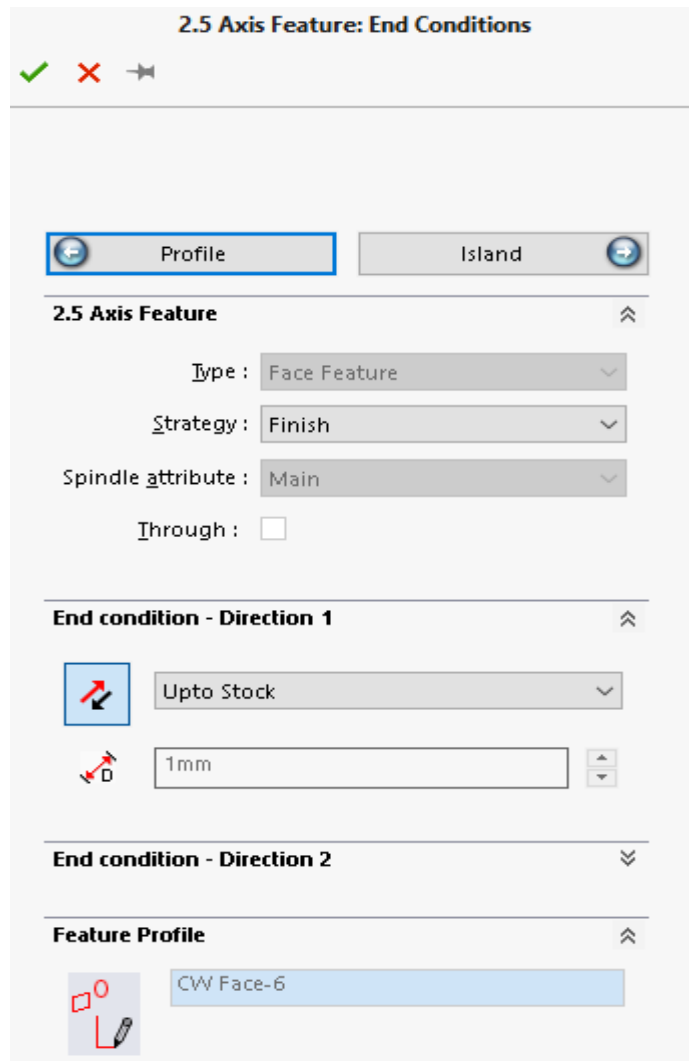 2.5 Axis Feature: End Conditions
Profile Island
2.5 Axis Feature
Type : Face Feature
Strategy : Finish
Spindle attribute : Main
Through :
End condition - Direction 1
Upto Stock
D 1mm
End condition - Direction 2
Feature Profile
CW Face-6